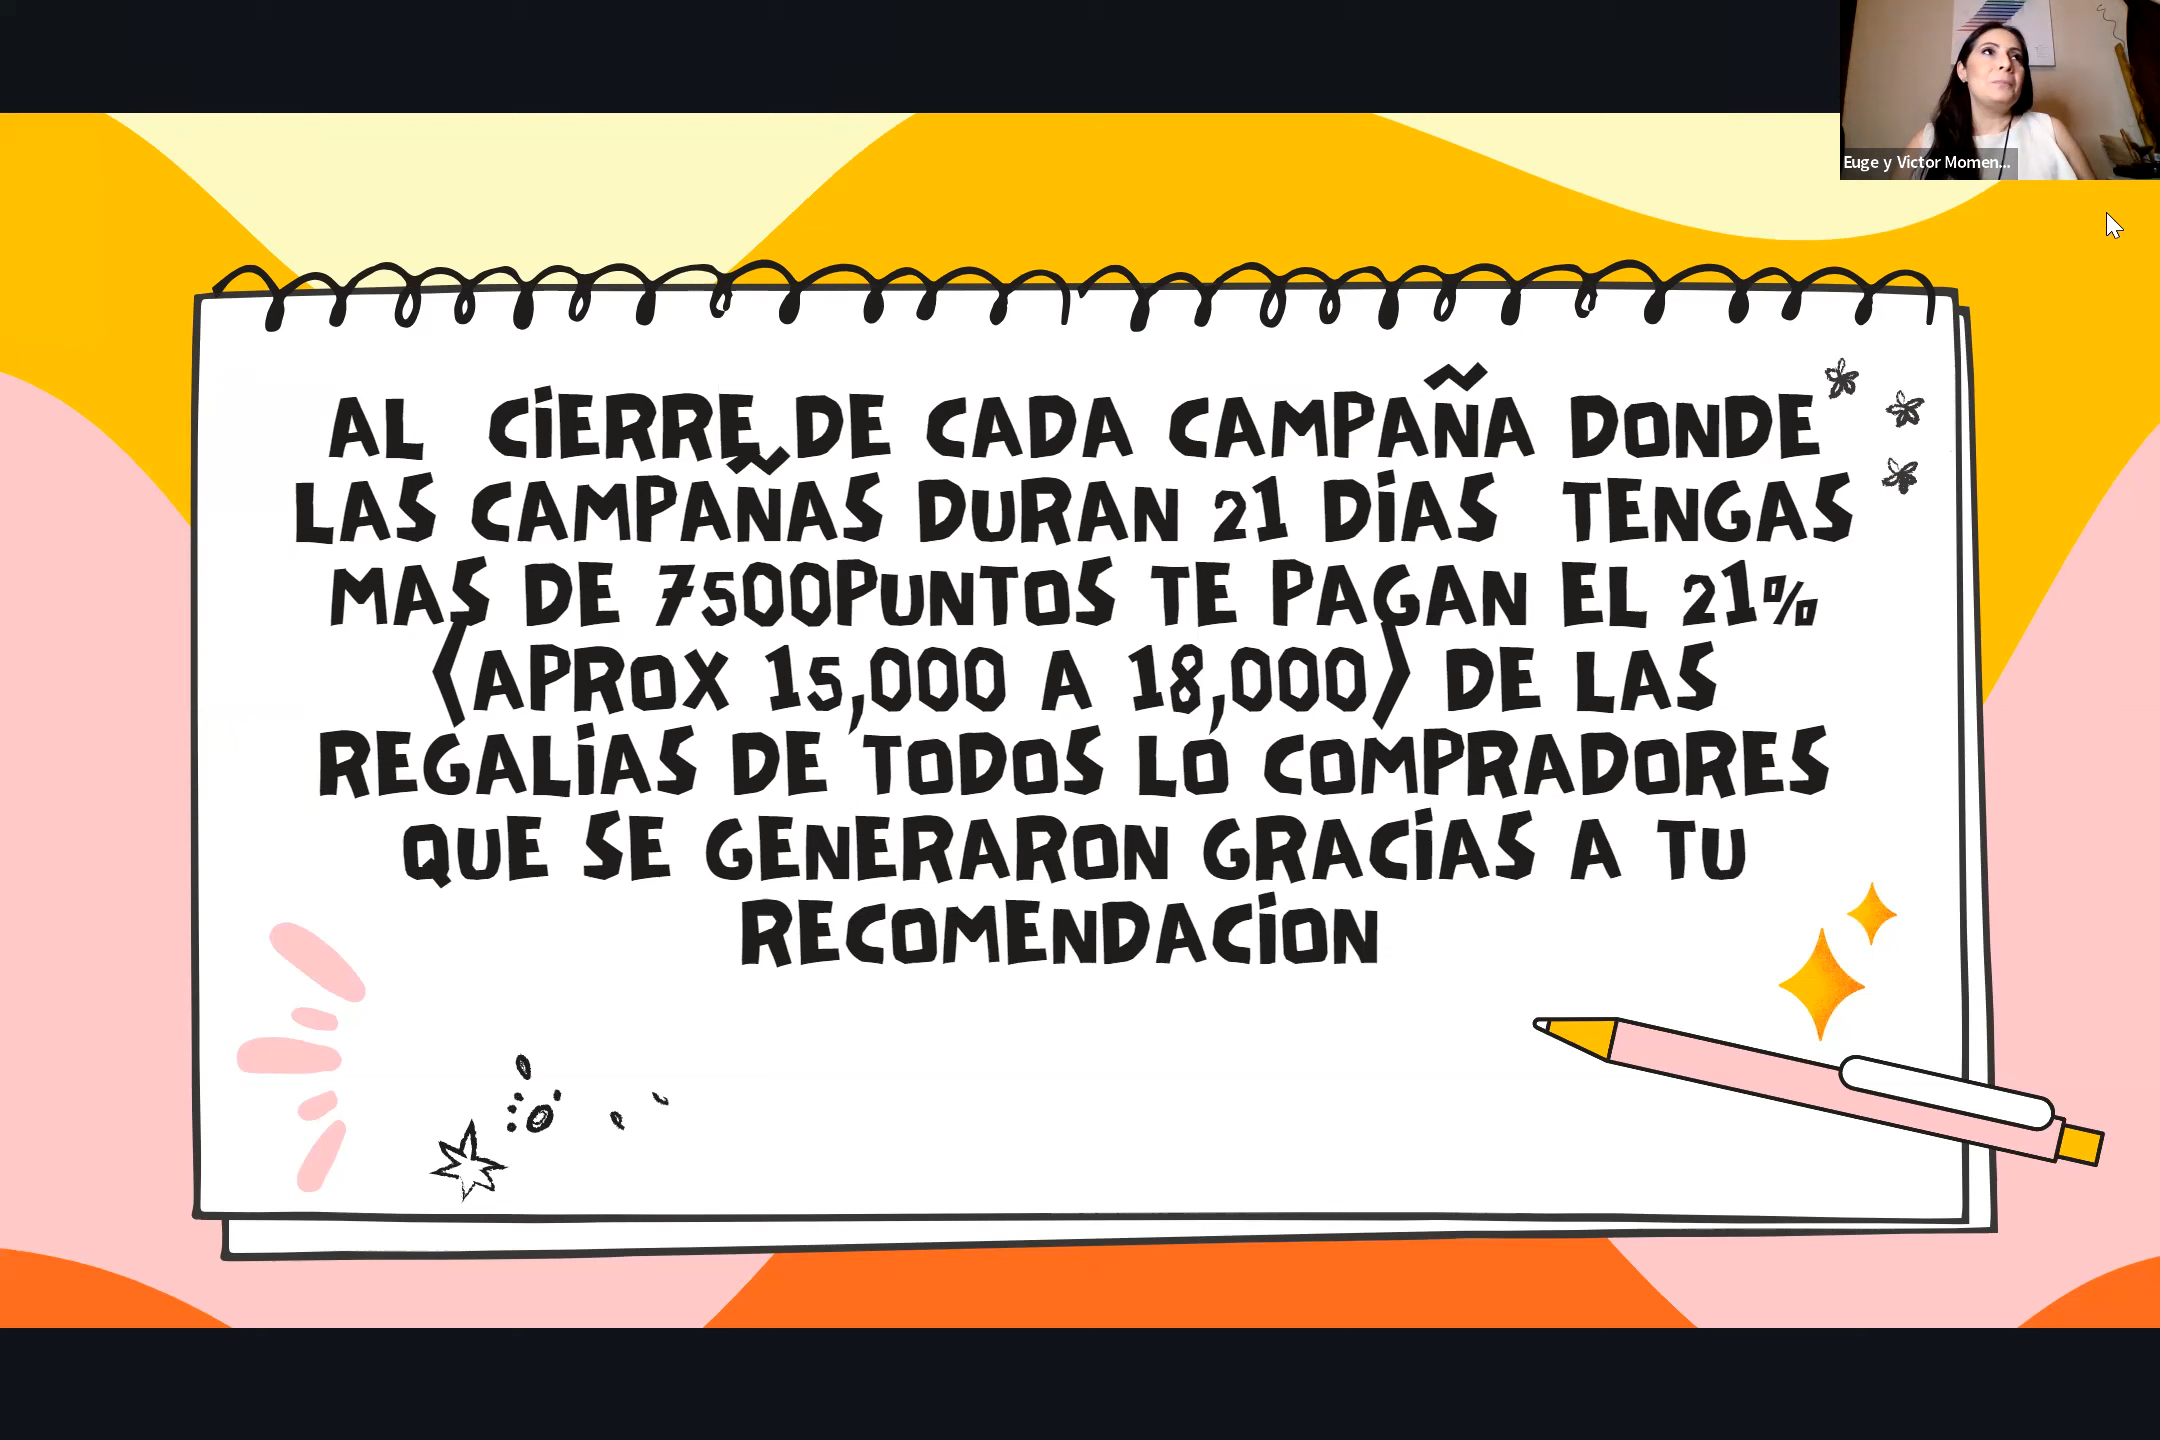 Euge y Victor Momen...
AL CIERRE DE CADA CAMPAÑA DONDE
LAS CAMPAÑAS DURAN 21 DIAS TENGAS
MAS DE 7500PUNTOS TE PAGAN EL 21%
(APROX 15,000 A 18,000) DE LAS
REGALIAS DE TODOS LO COMPRADORES
QUE SE GENERARON GRACIAS A TU
RECOMENDACION